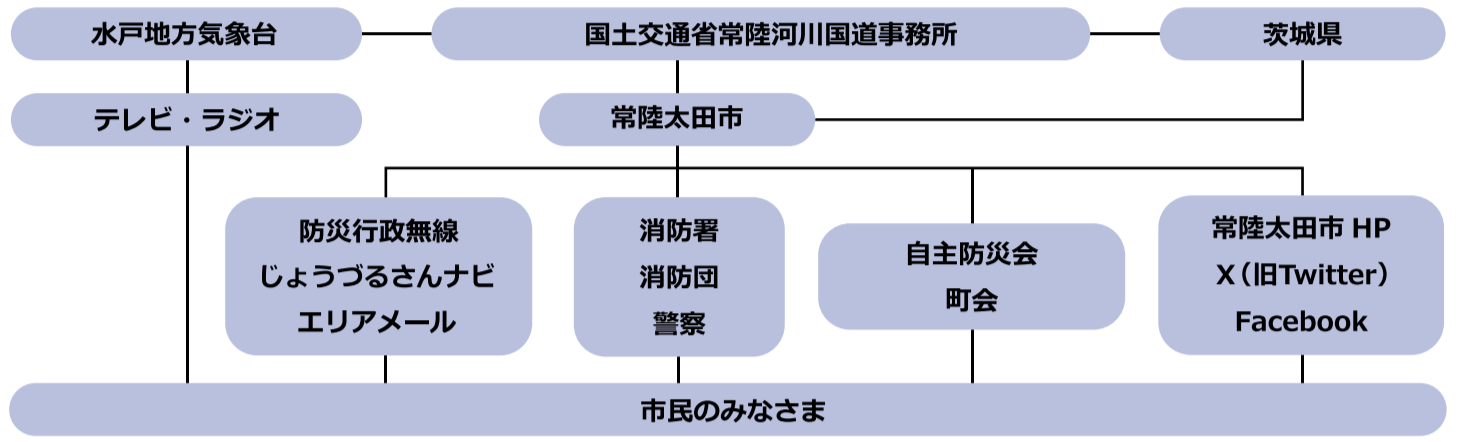 水戸地方気象台
国土交通省常陸河川国道事務所
茨城県
テレビ・ラジオ
常陸太田市
防災行政無線
じょうづるさんナビ
エリアメール
消防署
消防団
警察
自主防災会
町会
常陸太田市 HP
X（旧Twitter）
Facebook
市民のみなさま